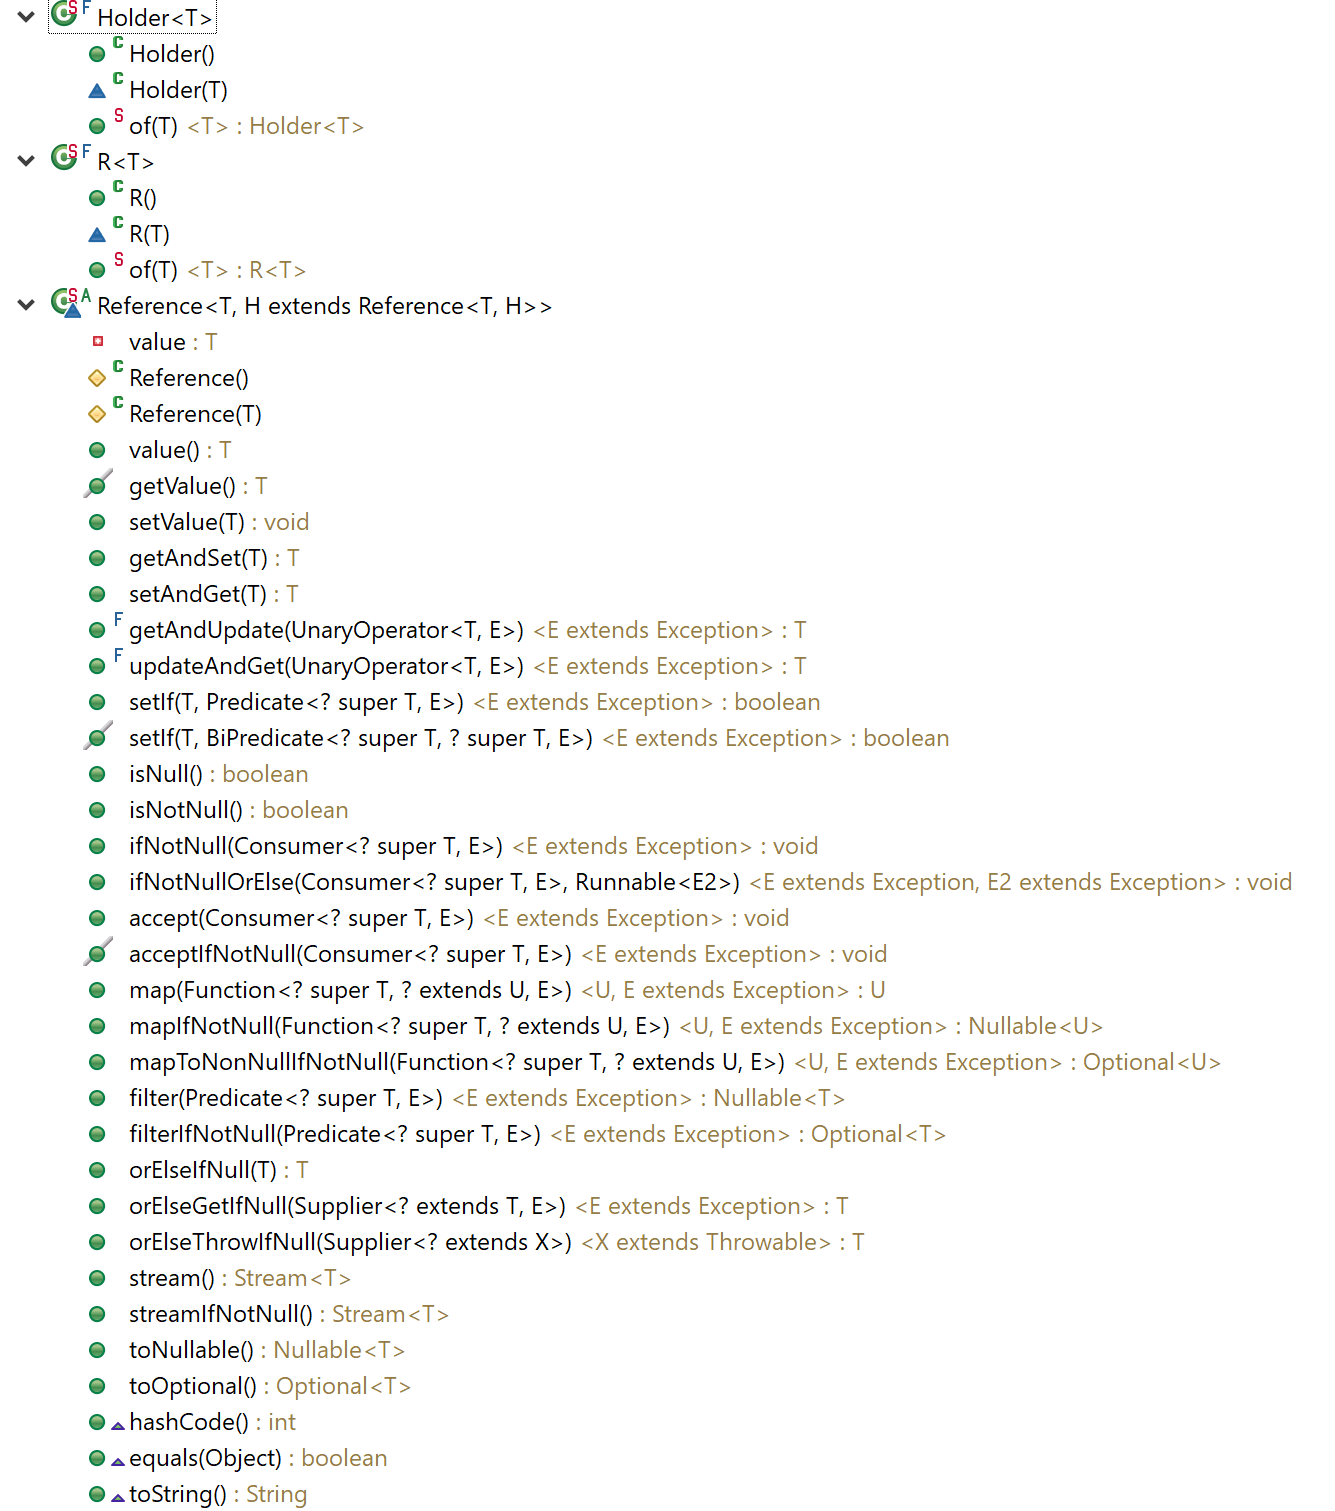 Holder<T>
Holder()
Holder(T)
of(T) <T> : Holder<T>
R<T>
R()
R(T)
of(T) <T> : R<T>
Reference<T, H extends Reference<T, H>>
value : T
Reference()
Reference(T)
value() : T
getValue() : T
setValue(T) : void
getAndSet(T) : T
setAndGet(T) : T
getAndUpdate(UnaryOperator<T, E>) <E extends Exception> : T
updateAndGet(UnaryOperator<T, E>) <E extends Exception> : T
setIf(T, Predicate<? super T, E>) <E extends Exception> : boolean
setIf(T, BiPredicate<? super T, ? super T, E>) <E extends Exception> : boolean
isNull() : boolean
isNotNull() : boolean
ifNotNull(Consumer<? super T, E>) <E extends Exception> : void
ifNotNullOrElse(Consumer<? super T, E>, Runnable<E2>) <E extends Exception, E2 extends Exception> : void
accept(Consumer<? super T, E>) <E extends Exception> : void
acceptIfNotNull(Consumer<? super T, E>) <E extends Exception> : void
map(Function<? super T, ? extends U, E>) <U, E extends Exception> : U
mapIfNotNull(Function<? super T, ? extends U, E>) <U, E extends Exception> : Nullable<U>
mapToNonNullIfNotNull(Function<? super T, ? extends U, E>) <U, E extends Exception> : Optional<U>
filter(Predicate<? super T, E>) <E extends Exception> : Nullable<T>
filterIfNotNull(Predicate<? super T, E>) <E extends Exception> : Optional<T>
orElseIfNull(T) : T
orElseGetIfNull(Supplier<? extends T, E>) <E extends Exception> : T
orElseThrowIfNull(Supplier<? extends X>) <X extends Throwable> : T
stream() : Stream<T>
streamIfNotNull() : Stream<T>
toNullable() : Nullable<T>
toOptional() : Optional<T>
hashCode() : int
equals(Object) : boolean
toString() : String